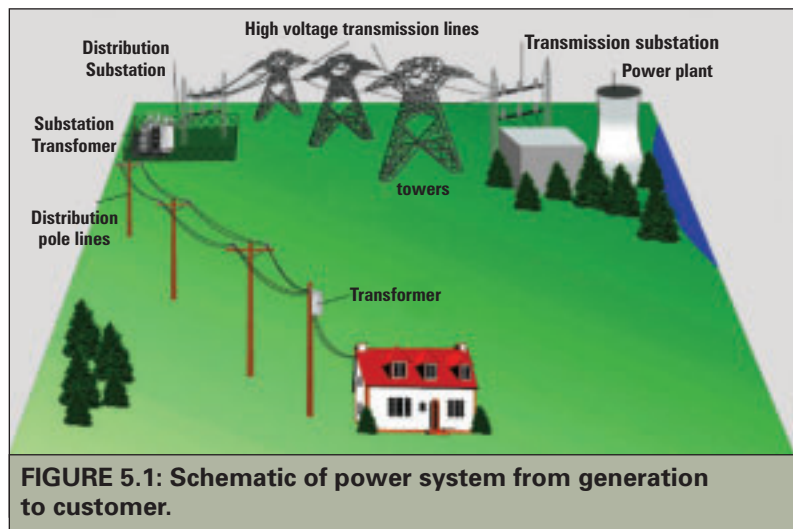 High voltage transmission lines
Distribution
Substation
Transmission substation
Power plant
Substation
Transfomer
towers
Distribution
pole lines
Transformer
FIGURE 5.1: Schematic of power system from generation
to customer.